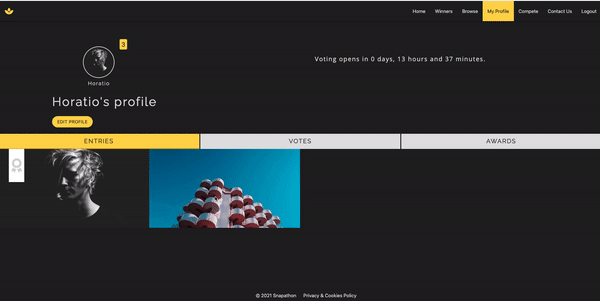 Home Winners Browse My Profile Compete Contact Us Logout
3
Horatio
Voting opens in 0 days, 13 hours and 37 minutes.
Horatio's profile
EDIT PROFILE
ENTRIES VOTES AWARDS
© 2021 Snapathon Privacy & Cookies Policy